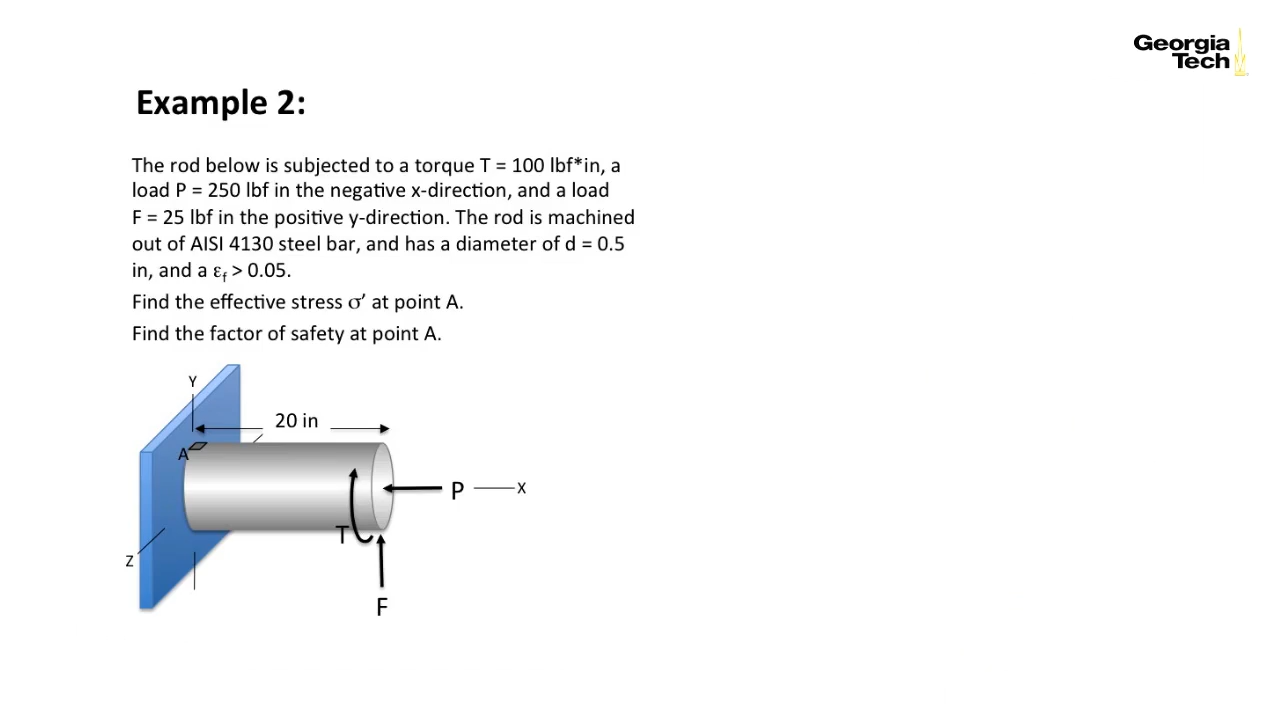 Georgia
Tech
Example 2:
The rod below is subjected to a torque T = 100 lbf*in, a
load P = 250 lbf in the negative x-direction, and a load
F = 25 lbf in the positive y-direction. The rod is machined
out of AISI 4130 steel bar, and has a diameter of d = 0.5
in, and a εf > 0.05.
Find the effective stress σ’ at point A.
Find the factor of safety at point A.
Y
20 in
A
P
X
T
Z
F